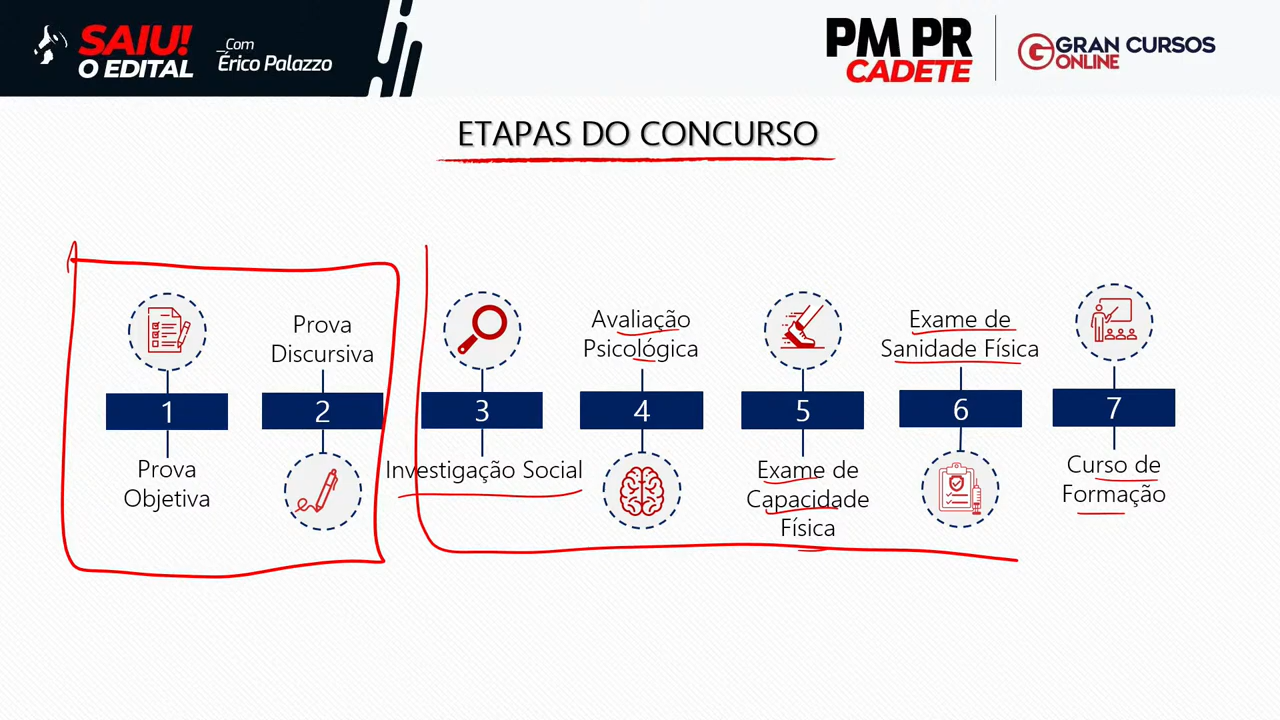 SAIU!
O EDITAL
_Com
Érico Palazzo
PM PR
CADETE
GRAN CURSOS
ONLINE
ETAPAS DO CONCURSO
1
Prova
Objetiva
Prova
Discursiva
2
3
Investigação Social
Avaliação
Psicológica
4
5
Exame de
Capacidade
Física
Exame de
Sanidade Física
6
7
Curso de
Formação